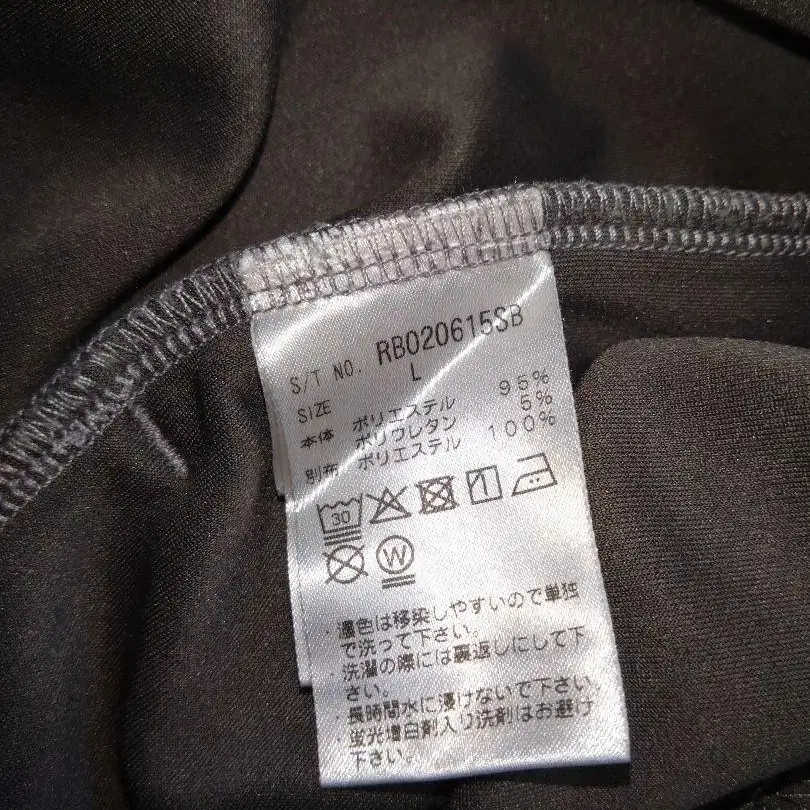 S/T NO. RB020615SB
SIZE L
本体 ポリエステル 95%
ポリウレタン 5%
別布 ポリエステル 100%
30
W
・濃色は移染しやすいので単独
で洗って下さい。
・洗濯の際には裏返しにして下
さい。
・長時間水に浸けないで下さい。
・蛍光増白剤入り洗剤はお避け
下さい。